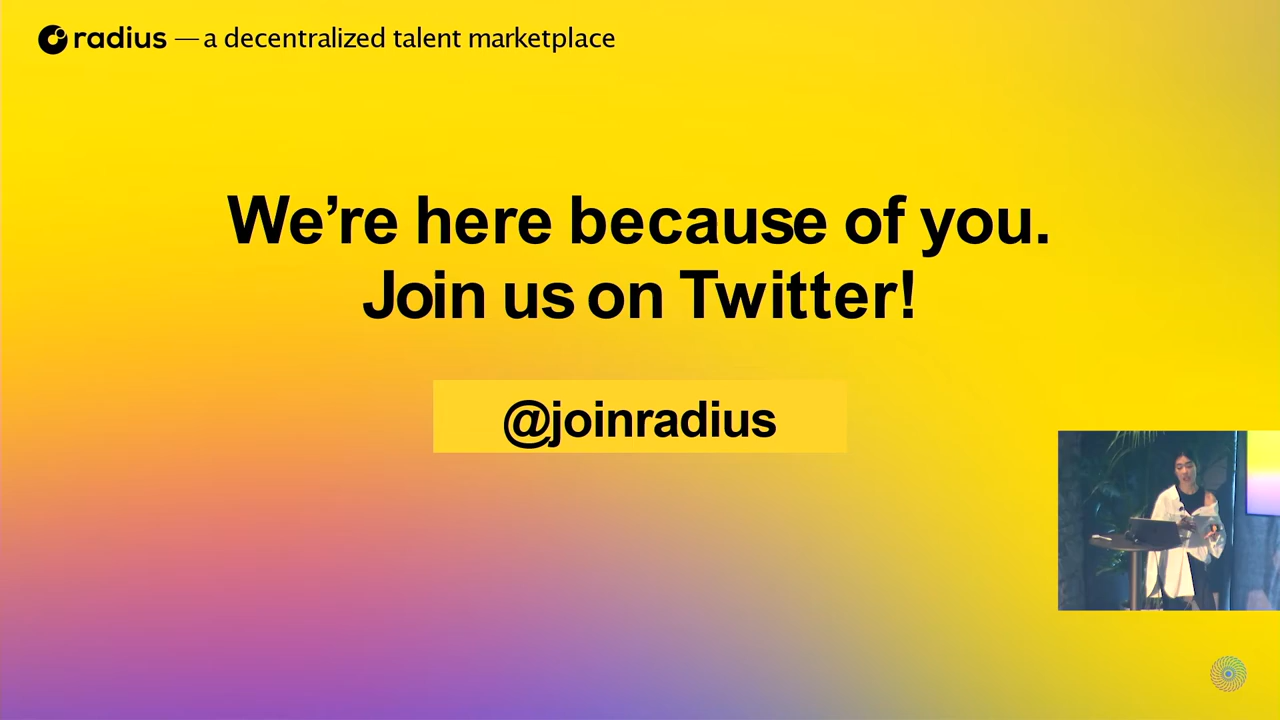 radius — a decentralized talent marketplace
We’re here because of you.
Join us on Twitter!
@joinradius